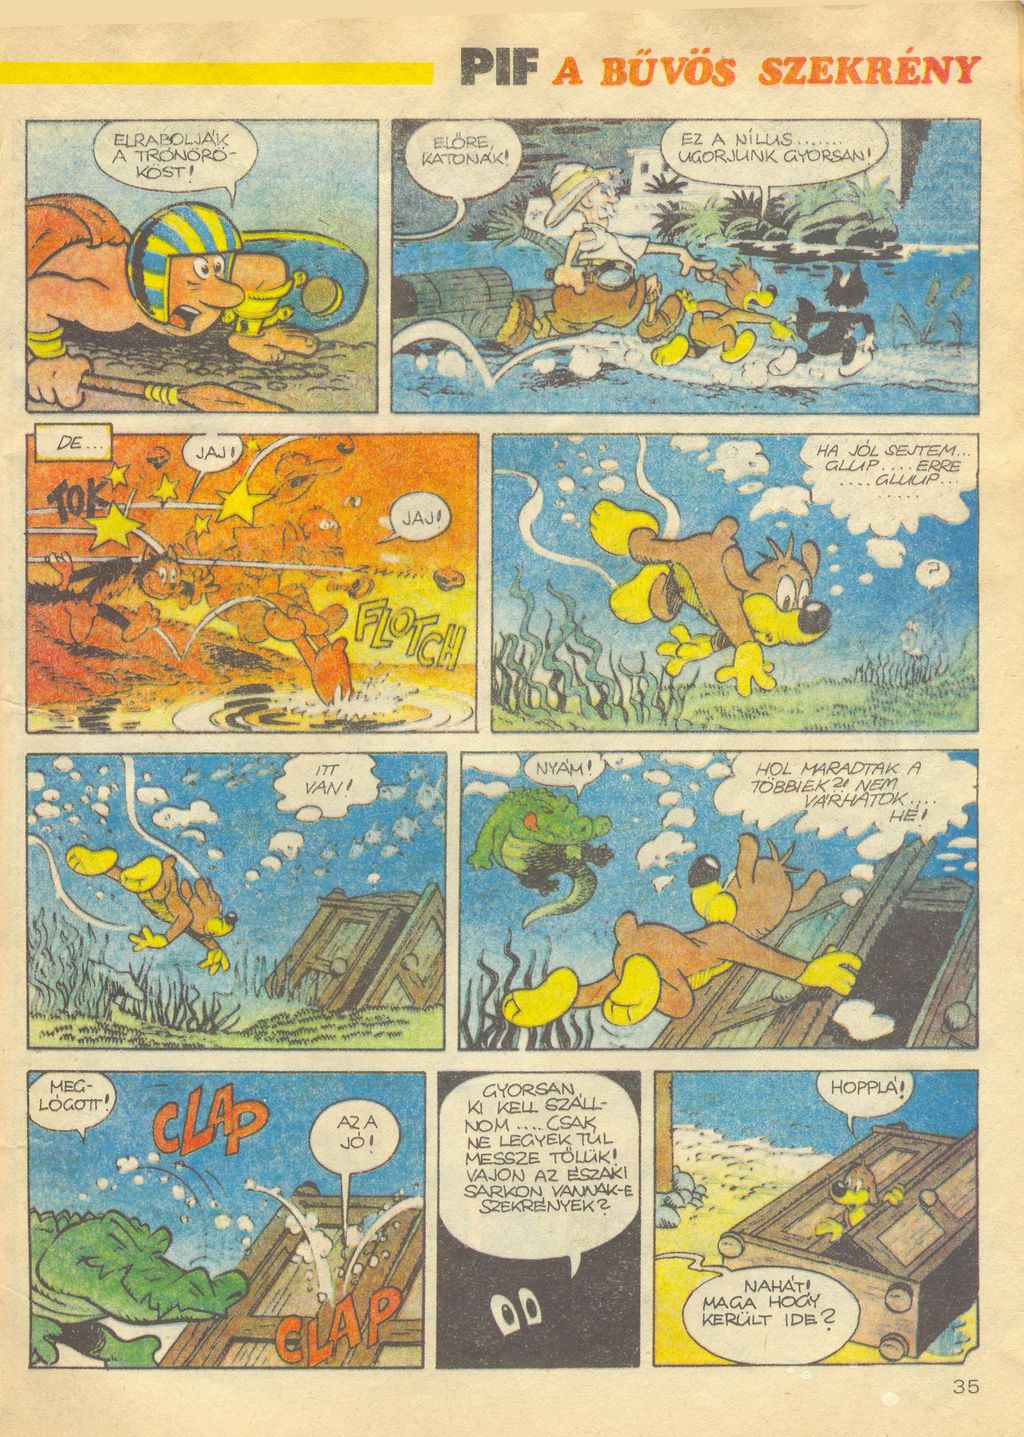 PIF A BŰVÖS SZEKRÉNY
ELRABOLJÁK
A TRÓNÖRÖ-
KÖST!
ELŐRE,
KATONÁK!
EZ A NÍLUS........
UGORJUNK GYORSAN!
DE...
TOK
JAJ!
JAJ!
FLOTCH
HA JÓL SEJTEM...
GLUP....ERRE
....GLUUP...
.....
?
ITT
VAN!
NYÁM!
HOL MARADTAK A
TÖBBIEK?! NEM
VÁRHATOK....
HÉ!
MEG-
LÓGOTT!
CLAP
AZ A
JÓ!
CLAP
GYORSAN
KI KELL SZÁLL-
NOM....CSAK
NE LEGYEK TÚL
MESSZE TŐLÜK!
VAJON AZ ÉSZAKI
SARKON VANNAK-E
SZEKRÉNYEK?
HOPPLÁ!
NAHÁT!
MAGA HOGY
KERÜLT IDE?
35